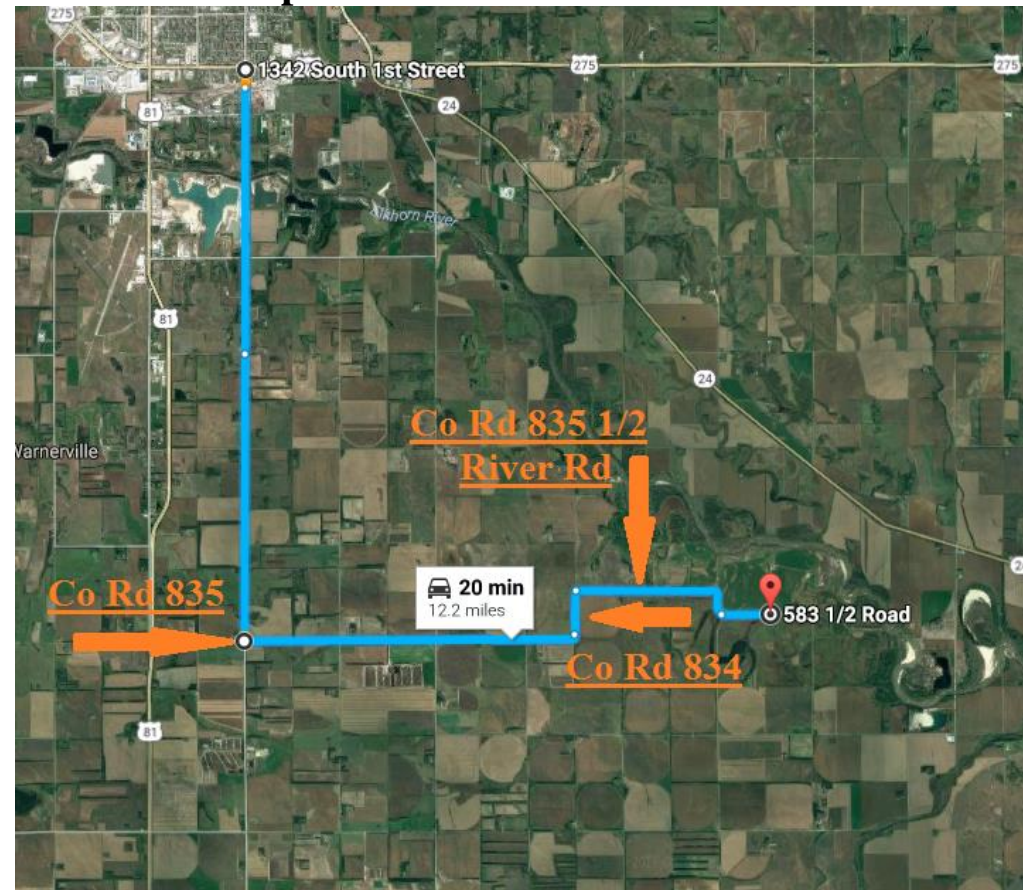 275
1342 South 1st Street
275
275
81
24
Elkhorn River
81
24
Co Rd 835 1/2
River Rd
Warnerville
Co Rd 835
20 min
12.2 miles
583 1/2 Road
Co Rd 834
81